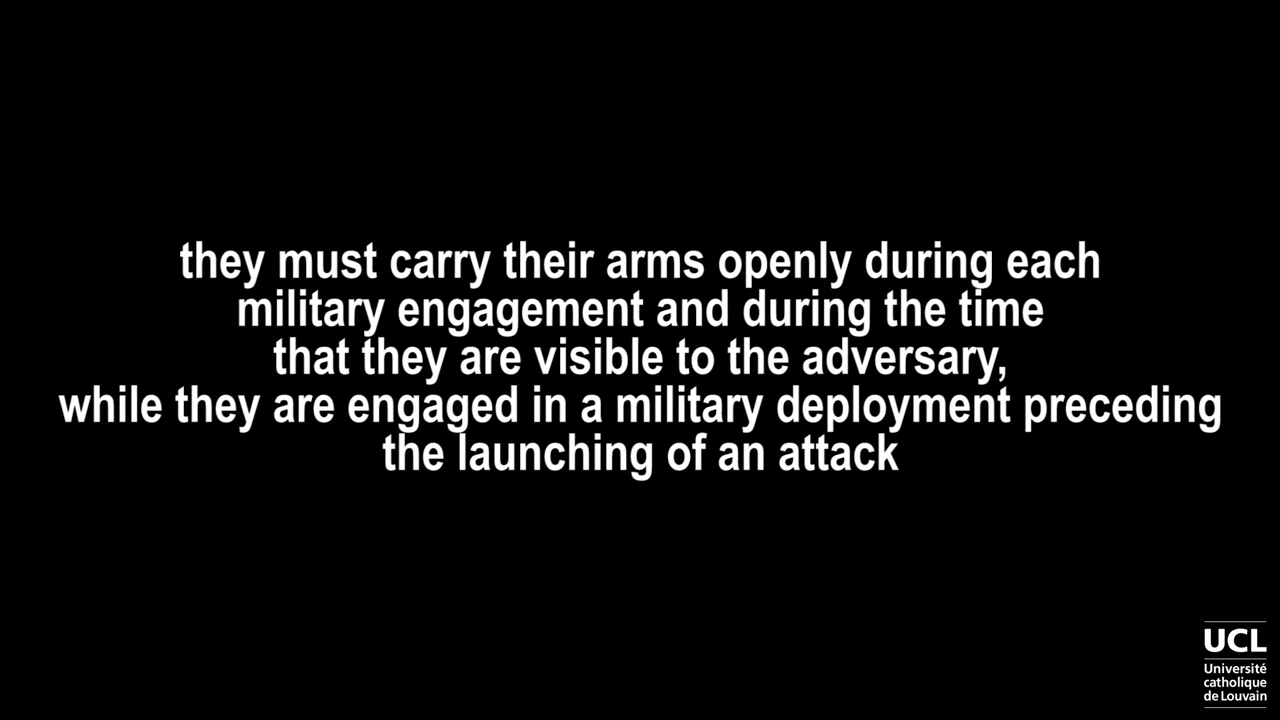 they must carry their arms openly during each
military engagement and during the time
that they are visible to the adversary,
while they are engaged in a military deployment preceding
the launching of an attack
UCL
Université
catholique
de Louvain